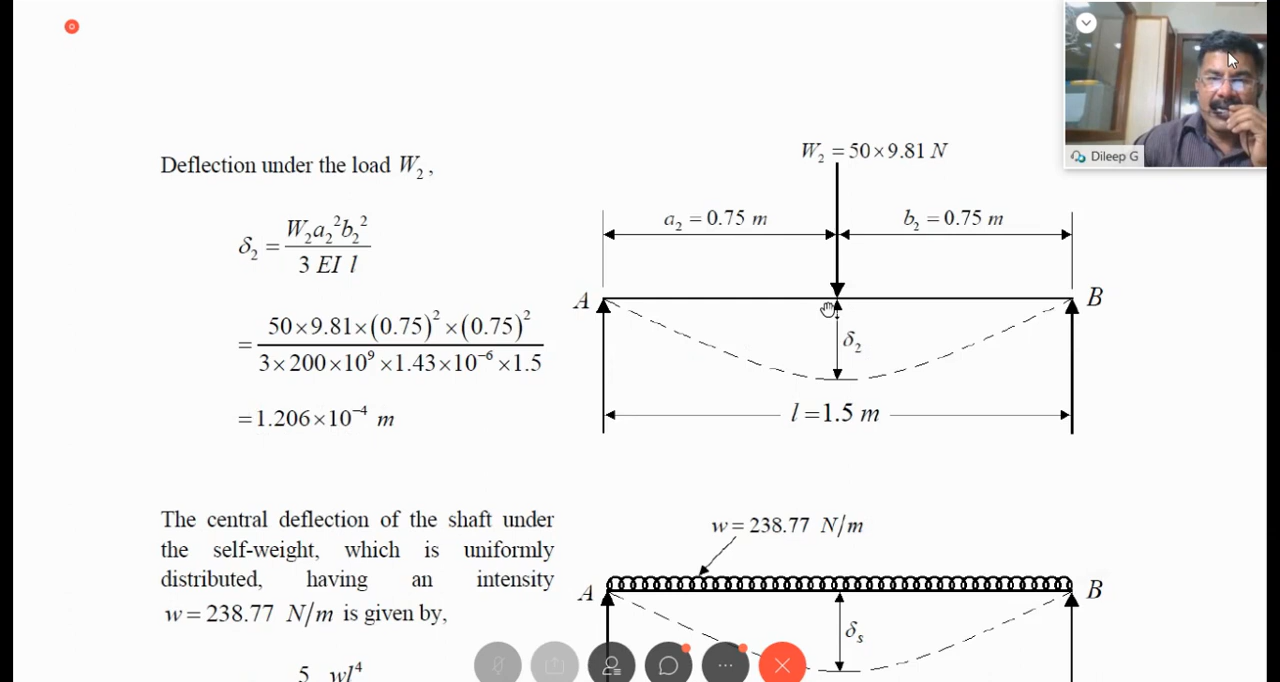 Deflection under the load W₂,
δ₂ = W₂a₂²b₂² / 3 EI l
= 50×9.81×(0.75)²×(0.75)² / 3×200×10⁹×1.43×10⁻⁶×1.5
=1.206×10⁻⁴ m
W₂ = 50×9.81 N
a₂ = 0.75 m
b₂ = 0.75 m
A
B
δ₂
l = 1.5 m
The central deflection of the shaft under
the self-weight, which is uniformly
distributed, having an intensity
w = 238.77 N/m is given by,
5 wl⁴
w = 238.77 N/m
A
B
δₛ
Dileep G